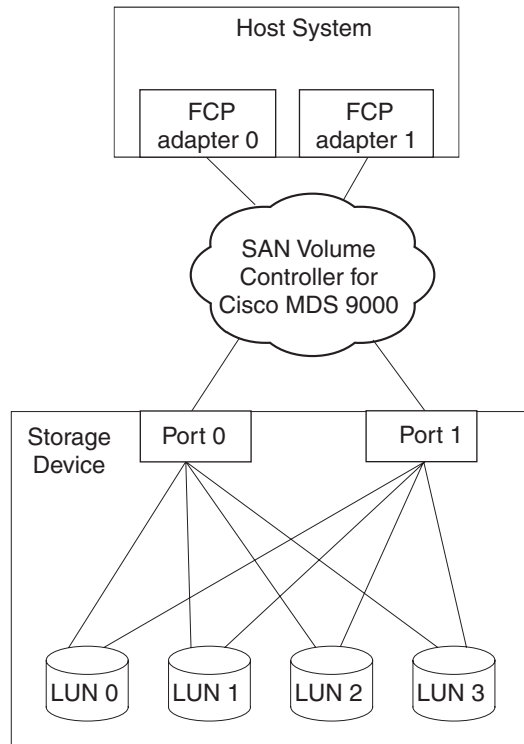 Host System
FCP
adapter 0
FCP
adapter 1
SAN Volume
Controller for
Cisco MDS 9000
Storage
Device
Port 0
Port 1
LUN 0
LUN 1
LUN 2
LUN 3